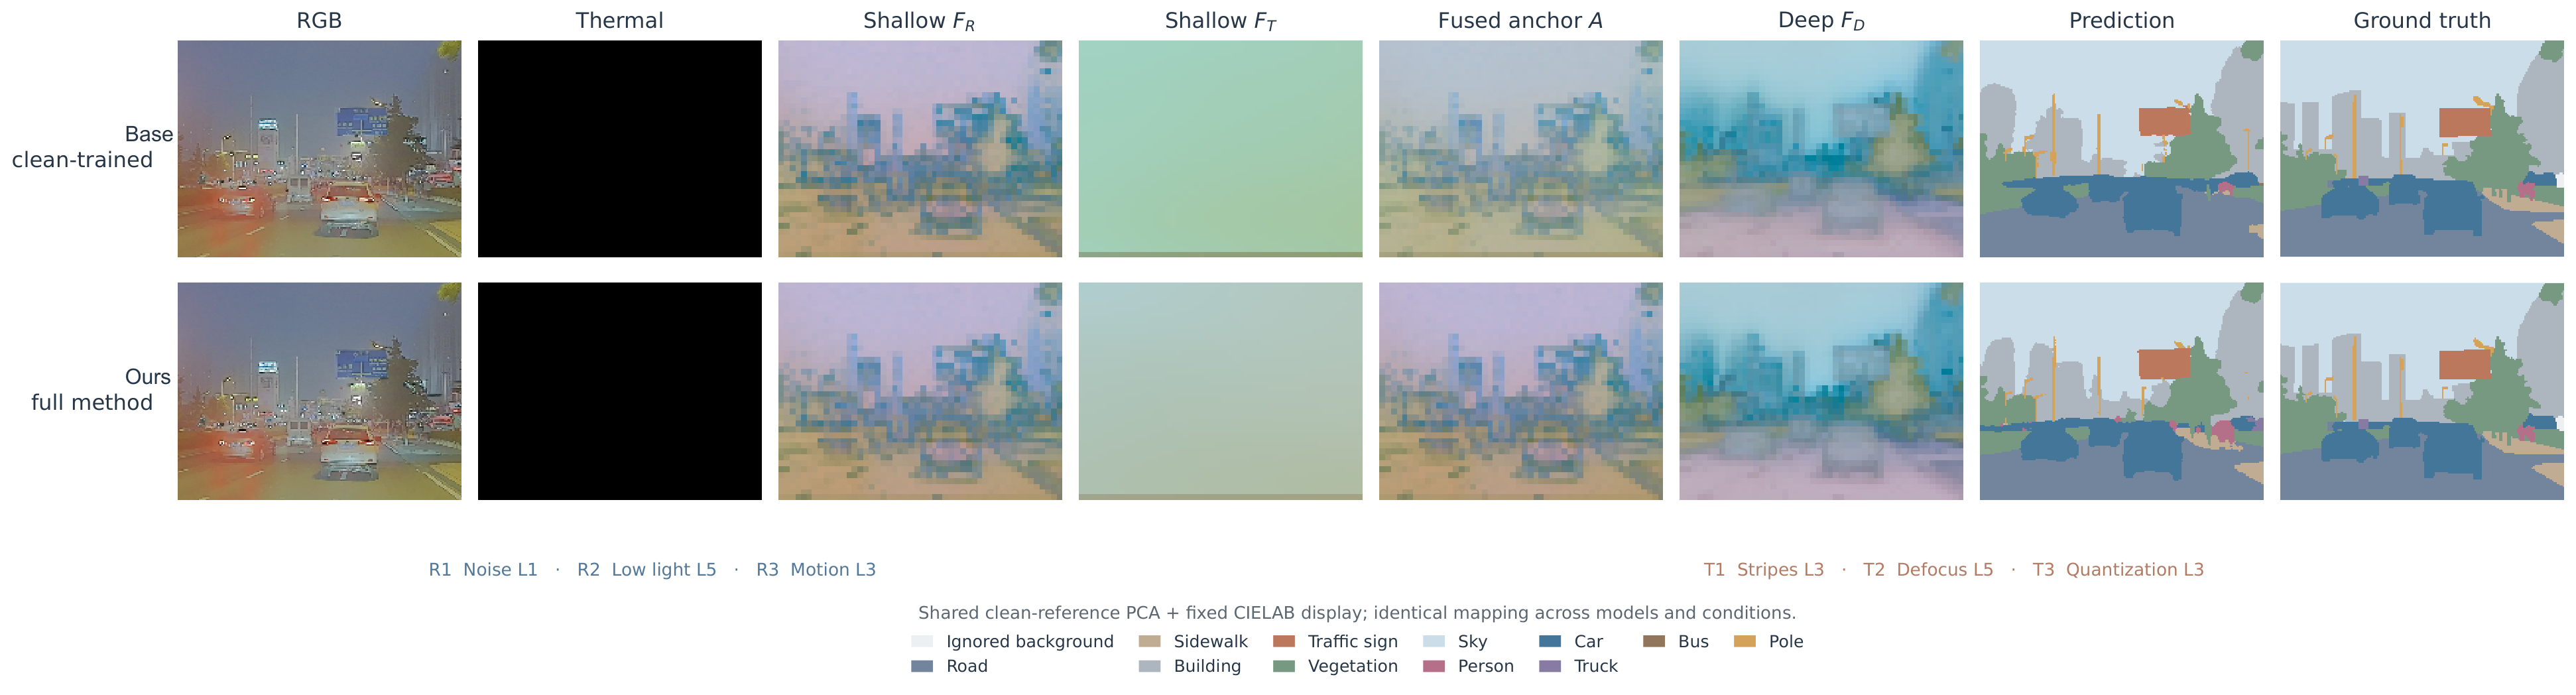 RGB Thermal Shallow F_R Shallow F_T Fused anchor A Deep F_D Prediction Ground truth
Base
clean-trained
Ours
full method
R1 Noise L1 · R2 Low light L5 · R3 Motion L3
T1 Stripes L3 · T2 Defocus L5 · T3 Quantization L3
Shared clean-reference PCA + fixed CIELAB display; identical mapping across models and conditions.
Ignored background Sidewalk Traffic sign Sky Car Bus Pole
Road Building Vegetation Person Truck